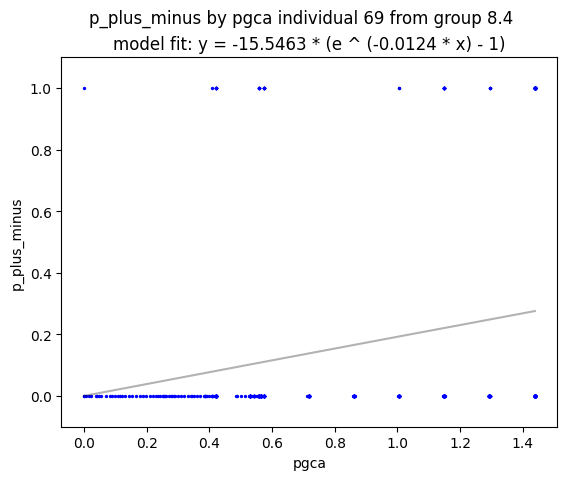 p_plus_minus by pgca individual 69 from group 8.4
model fit: y = -15.5463 * (e ^ (-0.0124 * x) - 1)
1.0
0.8
0.6
0.4
0.2
0.0
p_plus_minus
0.0 0.2 0.4 0.6 0.8 1.0 1.2 1.4
pgca